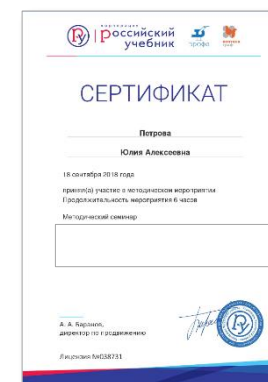 российский
учебник
дрофа
СЕРТИФИКАТ
Петрова
Юлия Алексеевна
18 сентября 2018 года
принял(а) участие в методическом мероприятии
Продолжительность мероприятия 6 часов
Методический семинар
А. А. Баранов,
директор по продвижению
Лицензия №038731